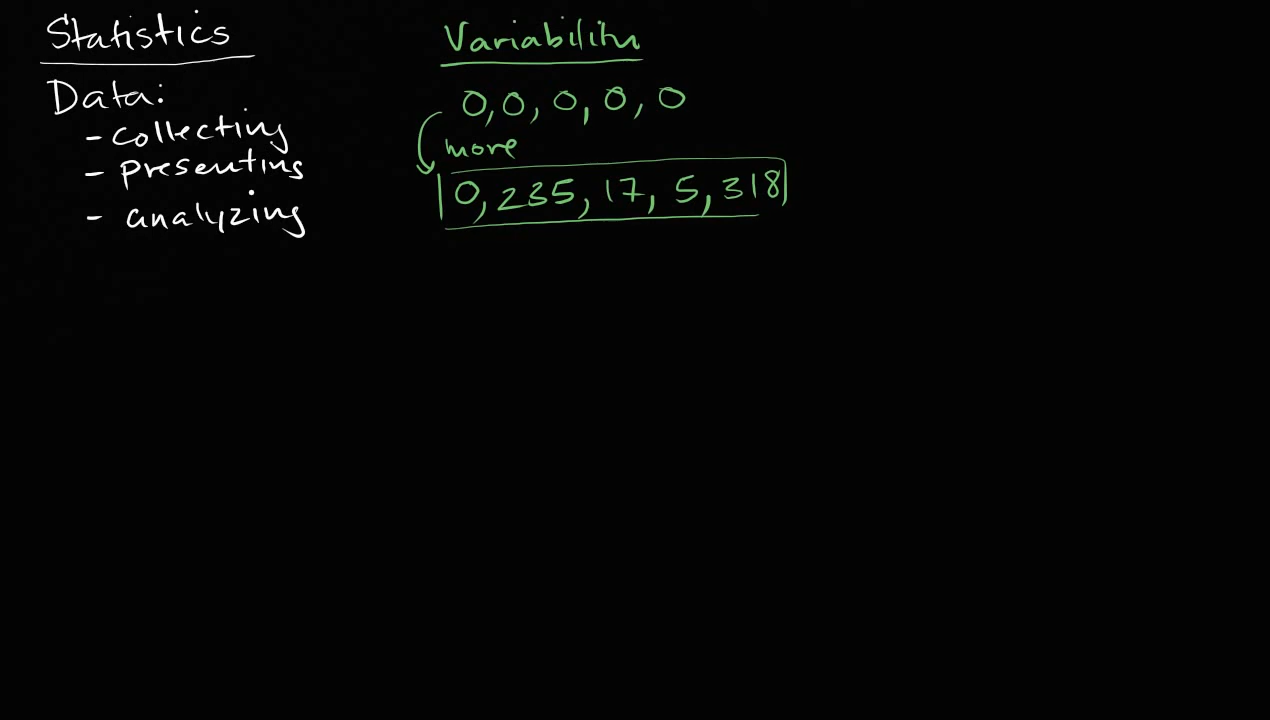 Statistics
Data:
- collecting
- presenting
- analyzing
Variability
0, 0, 0, 0, 0
more
0, 235, 17, 5, 318